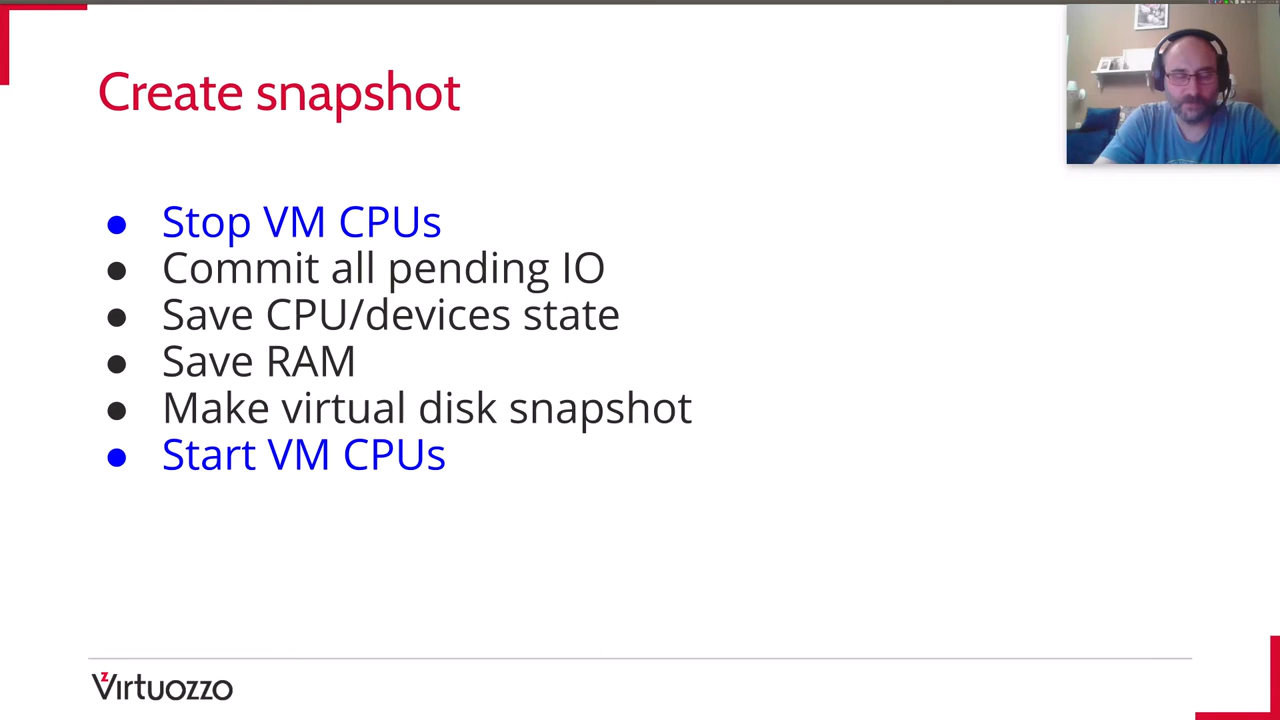 Create snapshot
● Stop VM CPUs
● Commit all pending IO
● Save CPU/devices state
● Save RAM
● Make virtual disk snapshot
● Start VM CPUs
Virtuozzo